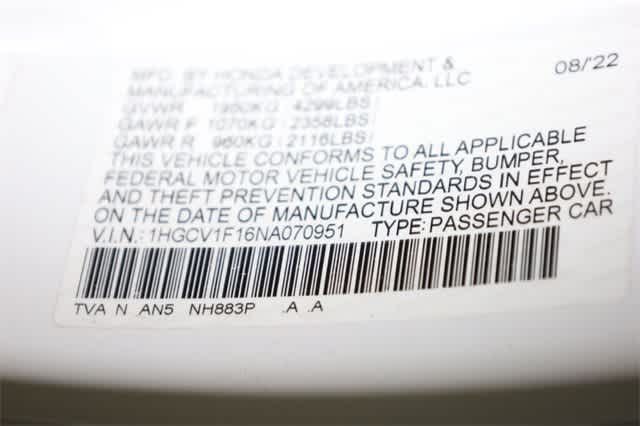 MFD. BY HONDA DEVELOPMENT & 08/22
MANUFACTURING OF AMERICA, LLC
GVWR 1950KG 4299LBS
GAWR F 1070KG 2358LBS
GAWR R 960KG 2116LBS
THIS VEHICLE CONFORMS TO ALL APPLICABLE
FEDERAL MOTOR VEHICLE SAFETY, BUMPER,
AND THEFT PREVENTION STANDARDS IN EFFECT
ON THE DATE OF MANUFACTURE SHOWN ABOVE.
V.I.N.: 1HGCV1F16NA070951 TYPE: PASSENGER CAR
TVA N AN5 NH883P .A .A